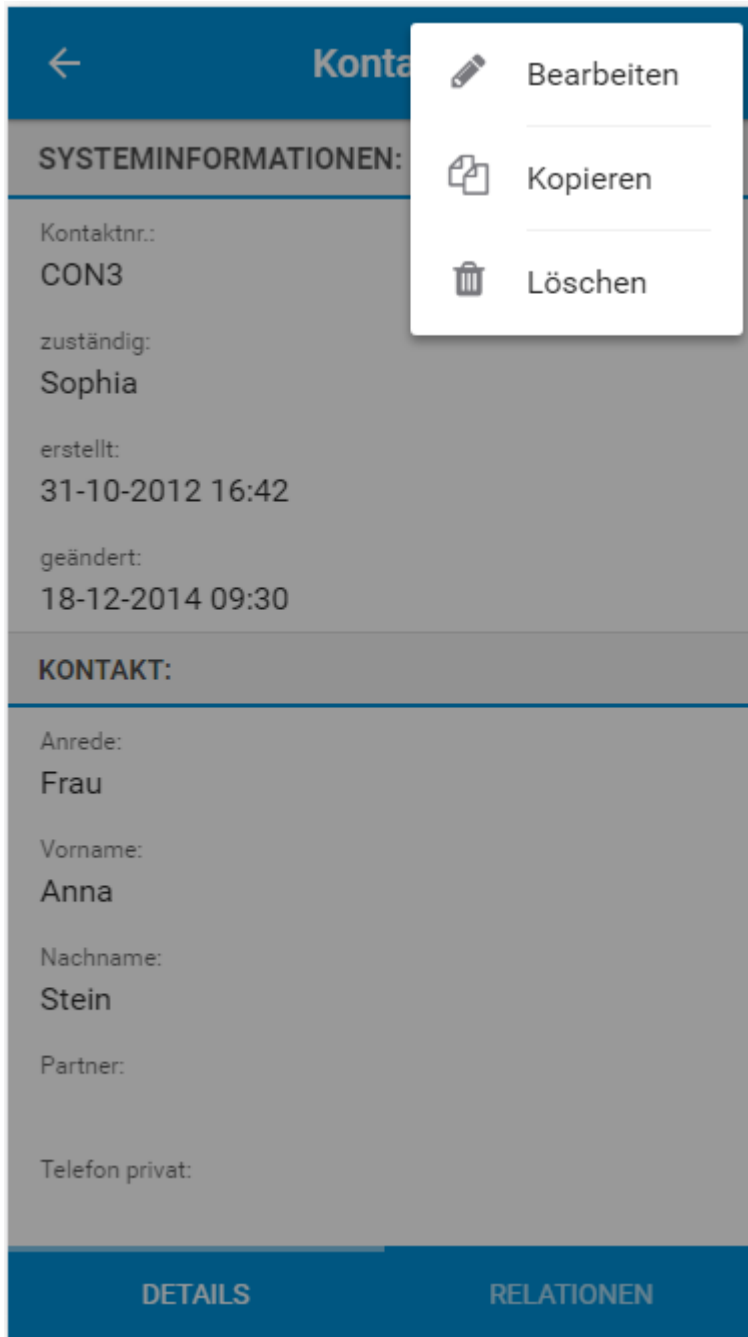 Konta
Bearbeiten
Kopieren
Löschen
SYSTEMINFORMATIONEN:
Kontaktnr.:
CON3
zuständig:
Sophia
erstellt:
31-10-2012 16:42
geändert:
18-12-2014 09:30
KONTAKT:
Anrede:
Frau
Vorname:
Anna
Nachname:
Stein
Partner:
Telefon privat:
DETAILS RELATIONEN